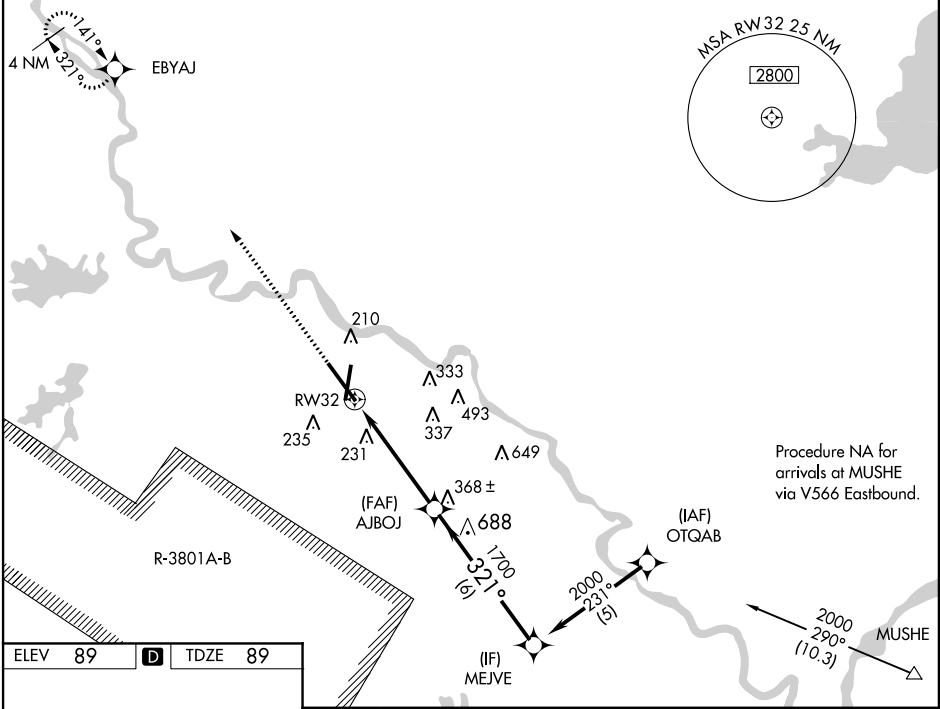 141°
321°
4 NM
EBYAJ
MSA RW32 25 NM
2800
210
333
RW32
493
235
231
337
649
Procedure NA for
arrivals at MUSHE
via V566 Eastbound.
(FAF)
AJBOJ
368 ±
688
(IAF)
OTQAB
R-3801A-B
1700
321°
(6)
2000
231°
(5)
2000
290°
(10.3)
MUSHE
(IF)
MEJVE
ELEV 89 D TDZE 89